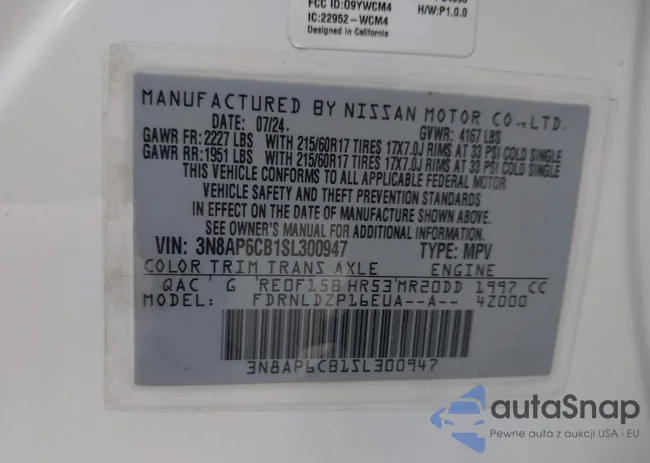 FCC ID:O9YWCM4
H/W:P1.0.0
IC:22952-WCM4
Designed in California
MANUFACTURED BY NISSAN MOTOR CO., LTD.
DATE: 07/24. GVWR: 4167 LBS
GAWR FR: 2227 LBS WITH 215/60R17 TIRES 17X7.0J RIMS AT 33 PSI COLD SINGLE
GAWR RR: 1951 LBS WITH 215/60R17 TIRES 17X7.0J RIMS AT 33 PSI COLD SINGLE
THIS VEHICLE CONFORMS TO ALL APPLICABLE FEDERAL MOTOR
VEHICLE SAFETY AND THEFT PREVENTION STANDARDS
IN EFFECT ON THE DATE OF MANUFACTURE SHOWN ABOVE.
SEE OWNER'S MANUAL FOR ADDITIONAL INFORMATION
VIN: 3N8AP6CB1SL300947 TYPE: MPV
COLOR TRIM TRANS AXLE ENGINE
QAC G RE0F15B HR53 MR20DD 1997 CC
MODEL: FDRNLDZP16EUA--A-- 4Z000
3N8AP6CB1SL300947
autaSnap
Pewne auta z aukcji USA i EU